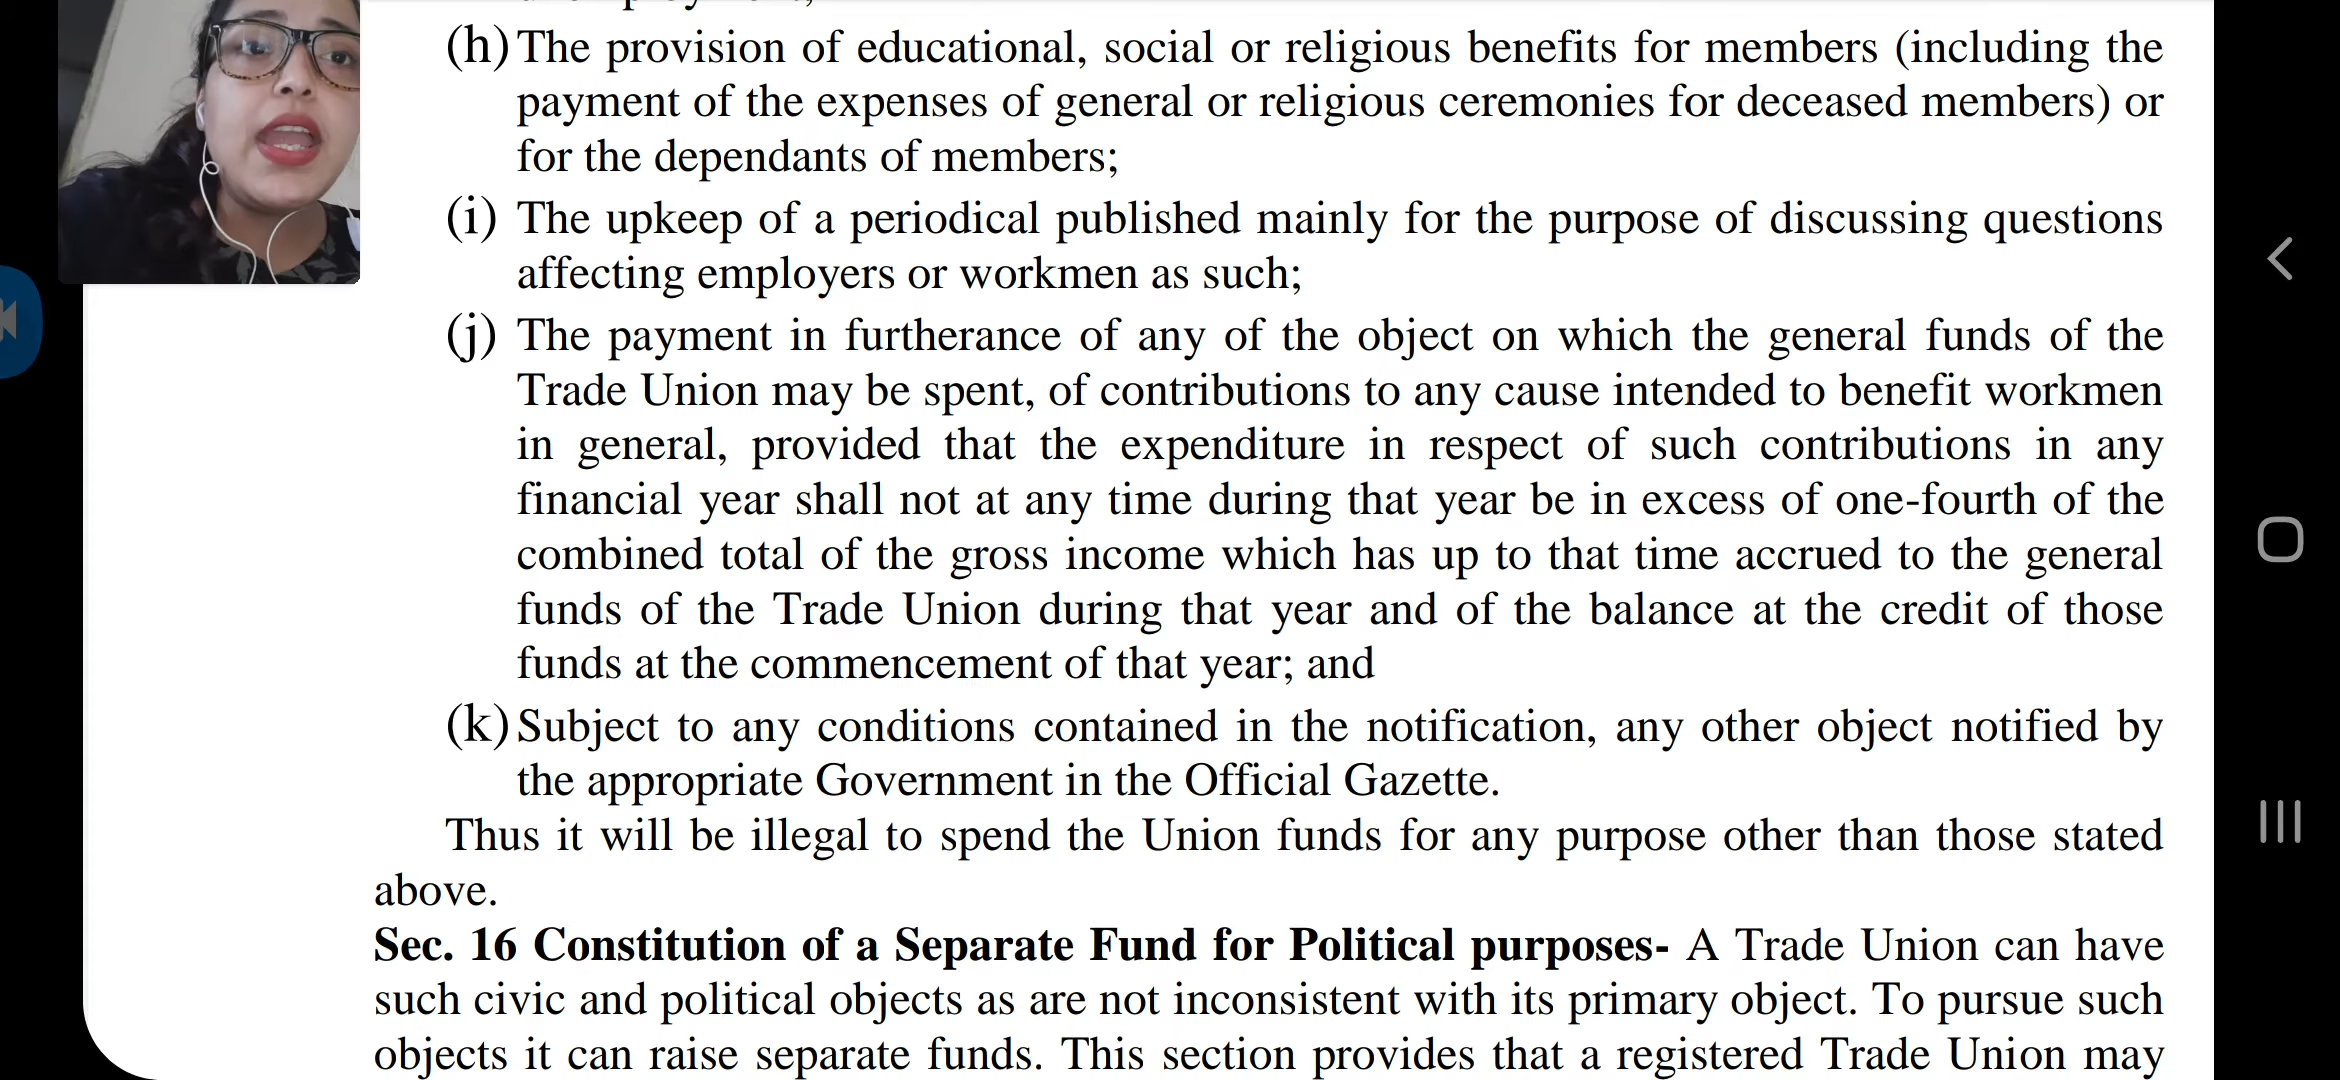 (h) The provision of educational, social or religious benefits for members (including the
payment of the expenses of general or religious ceremonies for deceased members) or
for the dependants of members;
(i) The upkeep of a periodical published mainly for the purpose of discussing questions
affecting employers or workmen as such;
(j) The payment in furtherance of any of the object on which the general funds of the
Trade Union may be spent, of contributions to any cause intended to benefit workmen
in general, provided that the expenditure in respect of such contributions in any
financial year shall not at any time during that year be in excess of one-fourth of the
combined total of the gross income which has up to that time accrued to the general
funds of the Trade Union during that year and of the balance at the credit of those
funds at the commencement of that year; and
(k) Subject to any conditions contained in the notification, any other object notified by
the appropriate Government in the Official Gazette.
Thus it will be illegal to spend the Union funds for any purpose other than those stated
above.
Sec. 16 Constitution of a Separate Fund for Political purposes- A Trade Union can have
such civic and political objects as are not inconsistent with its primary object. To pursue such
objects it can raise separate funds. This section provides that a registered Trade Union may